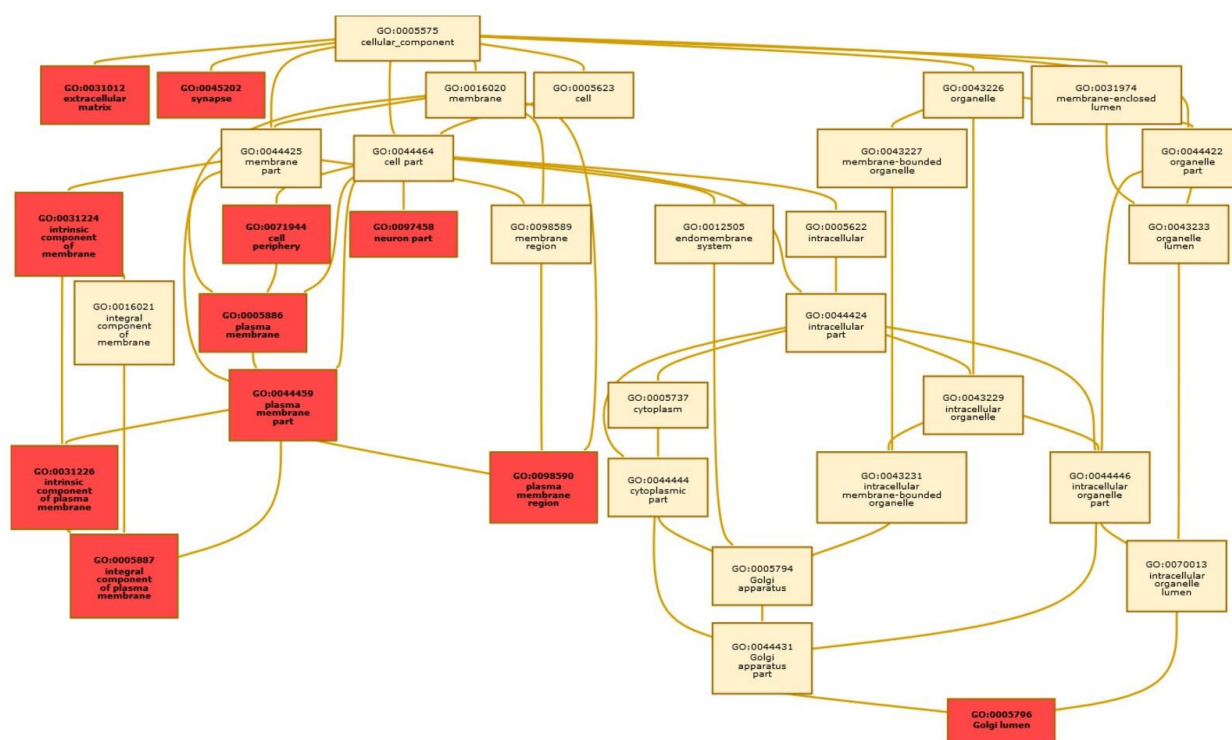 GO:0005575
cellular_component
GO:0031012
extracellular
matrix
GO:0045202
synapse
GO:0016020
membrane
GO:0005623
cell
GO:0043226
organelle
GO:0031974
membrane-enclosed
lumen
GO:0044425
membrane
part
GO:0044464
cell part
GO:0043227
membrane-bounded
organelle
GO:0044422
organelle
part
GO:0031224
intrinsic
component
of
membrane
GO:0071944
cell
periphery
GO:0097458
neuron part
GO:0098589
membrane
region
GO:0012505
endomembrane
system
GO:0005622
intracellular
GO:0043233
organelle
lumen
GO:0016021
integral
component
of
membrane
GO:0005886
plasma
membrane
GO:0044424
intracellular
part
GO:0044459
plasma
membrane
part
GO:0005737
cytoplasm
GO:0043229
intracellular
organelle
GO:0031226
intrinsic
component
of plasma
membrane
GO:0098590
plasma
membrane
region
GO:0044444
cytoplasmic
part
GO:0043231
intracellular
membrane-bounded
organelle
GO:0044446
intracellular
organelle
part
GO:0005887
integral
component
of plasma
membrane
GO:0005794
Golgi
apparatus
GO:0070013
intracellular
organelle
lumen
GO:0044431
Golgi
apparatus
part
GO:0005796
Golgi lumen